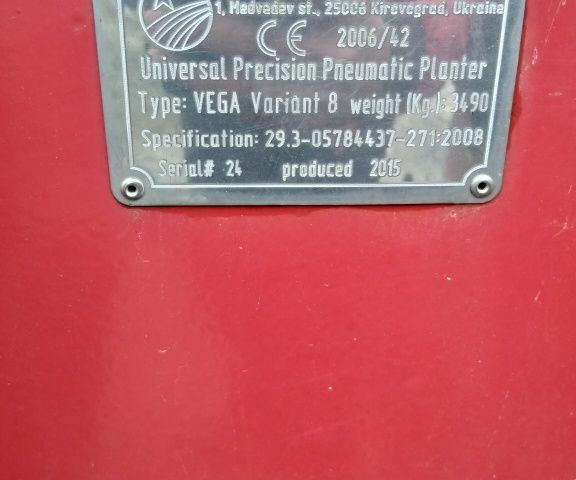 1, Medvedev st., 25006 Kirovograd, Ukraine
CE 2006/42
Universal Precision Pneumatic Planter
Type: VEGA Variant 8 weight (Kg.): 3490
Specification: 29.3-05784437-271:2008
Serial# 24 produced 2015